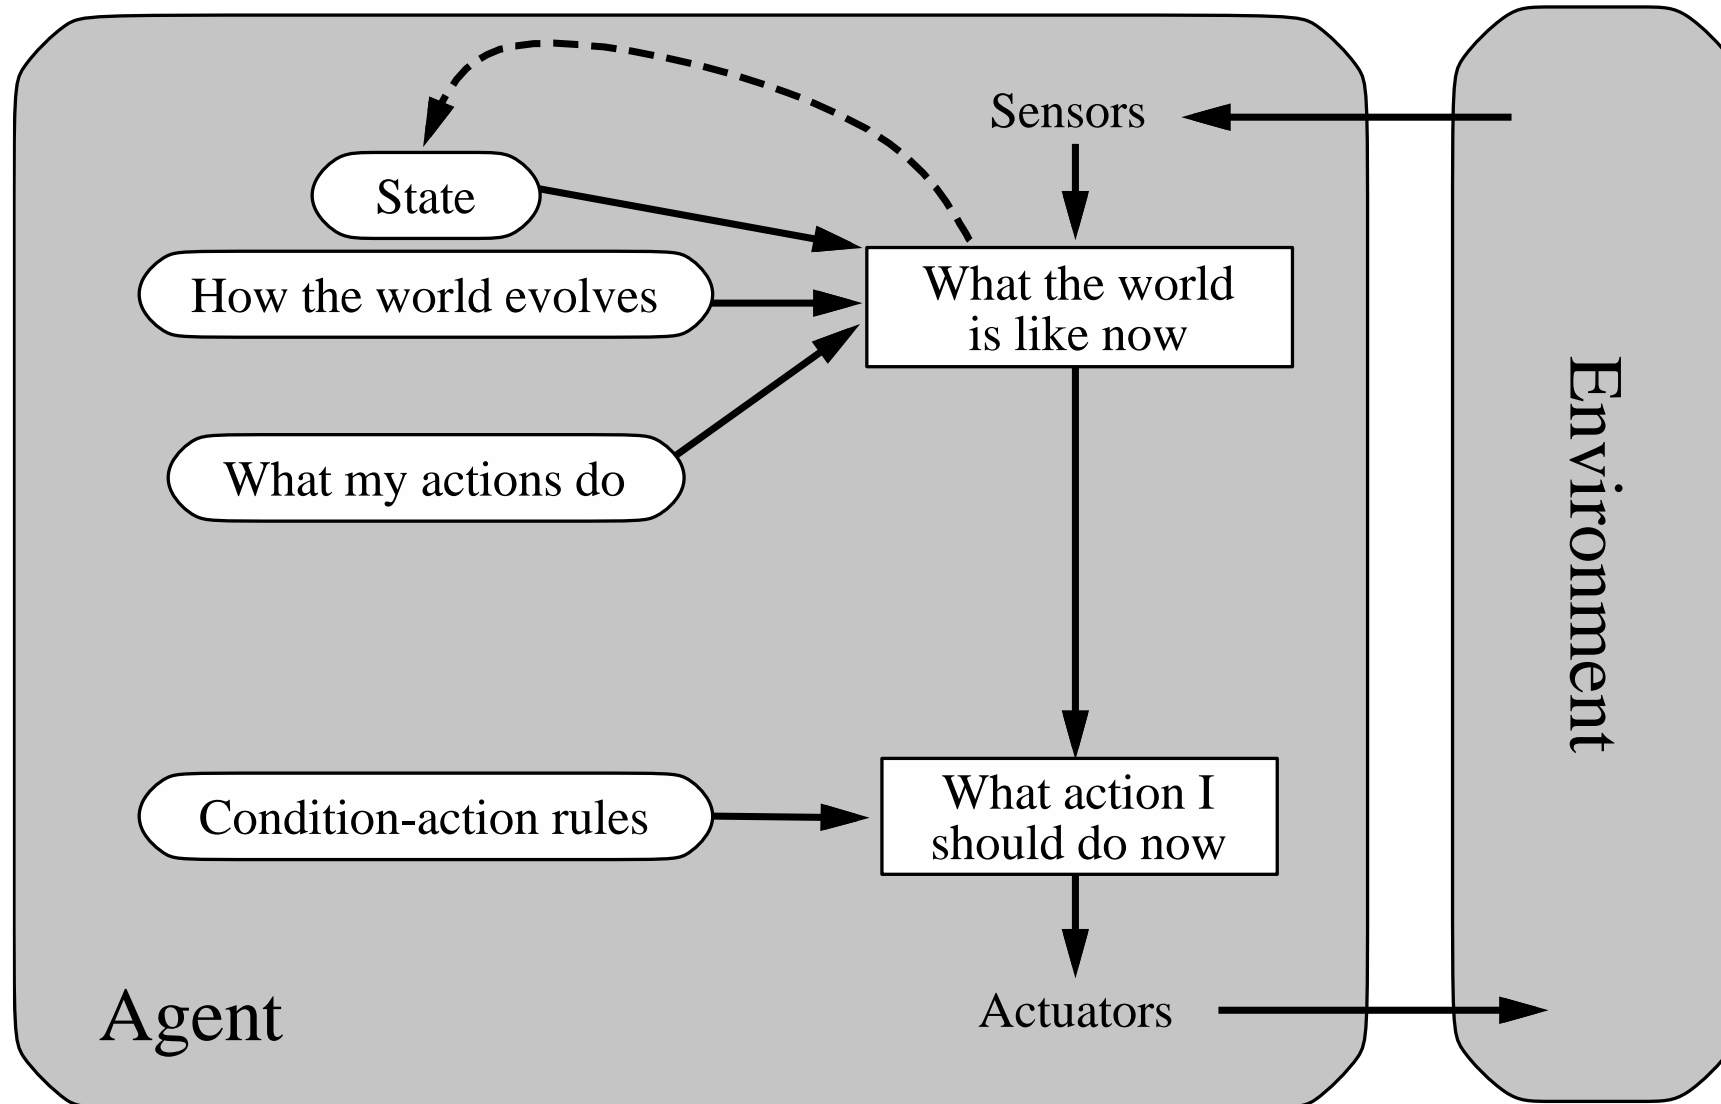 Sensors
State
How the world evolves
What the world
is like now
What my actions do
Environment
Condition-action rules
What action I
should do now
Agent
Actuators